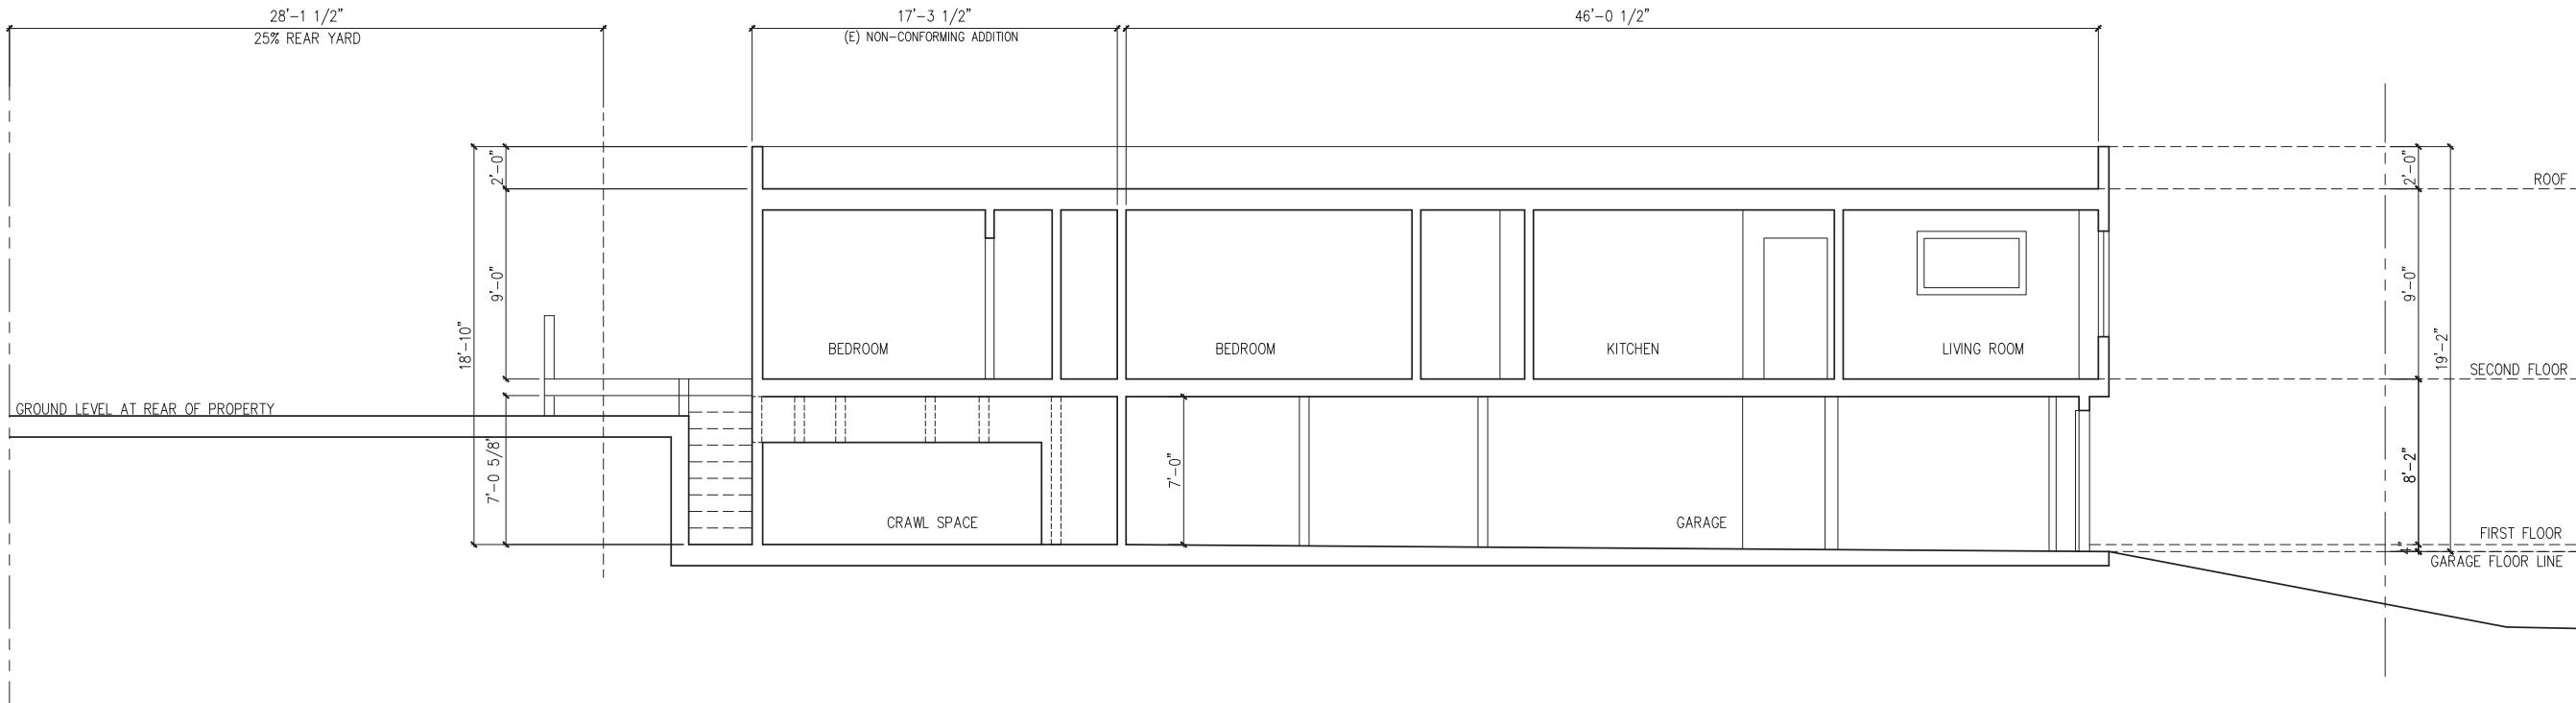 28'-1 1/2"
25% REAR YARD
17'-3 1/2"
(E) NON-CONFORMING ADDITION
46'-0 1/2"
2'-0"
9'-0"
18'-10"
7'-0 5/8"
GROUND LEVEL AT REAR OF PROPERTY
BEDROOM
BEDROOM
KITCHEN
LIVING ROOM
CRAWL SPACE
7'-0"
GARAGE
2'-0"
ROOF
9'-0"
19'-2"
SECOND FLOOR
8'-2"
FIRST FLOOR
4"
GARAGE FLOOR LINE